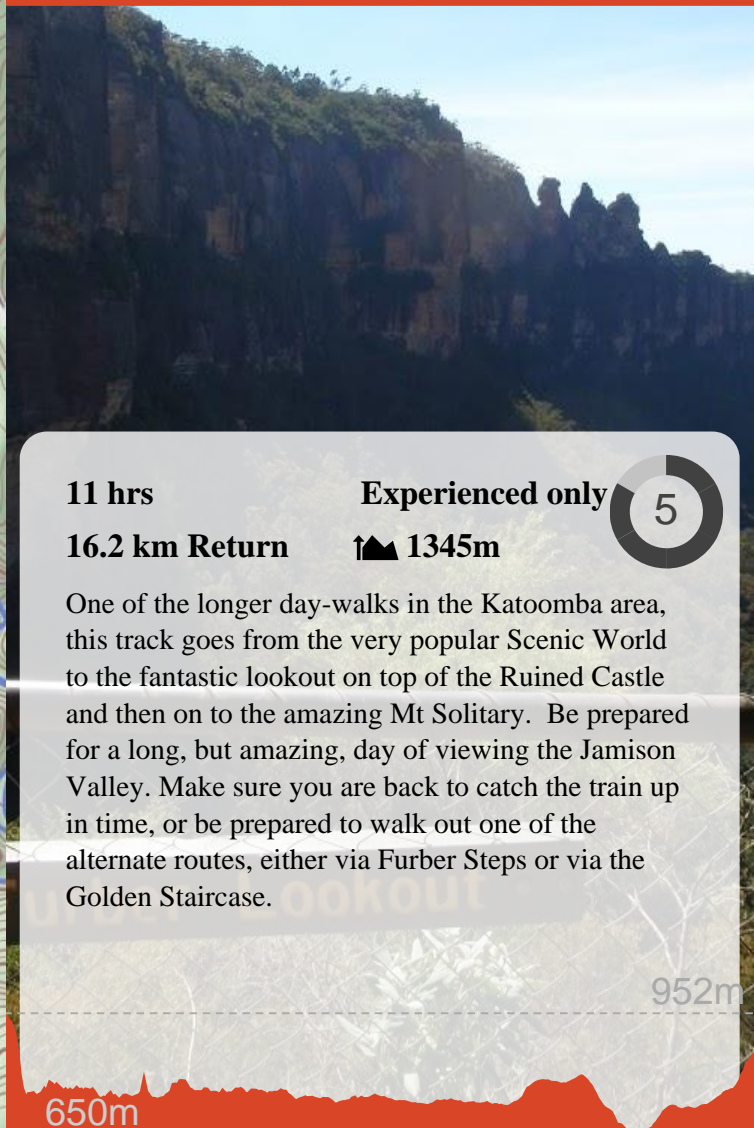 11 hrs
Experienced only
5
16.2 km Return
1345m
One of the longer day-walks in the Katoomba area,
this track goes from the very popular Scenic World
to the fantastic lookout on top of the Ruined Castle
and then on to the amazing Mt Solitary.  Be prepared
for a long, but amazing, day of viewing the Jamison
Valley. Make sure you are back to catch the train up
in time, or be prepared to walk out one of the
alternate routes, either via Furber Steps or via the
Golden Staircase.
urber Lookout
952m
650m